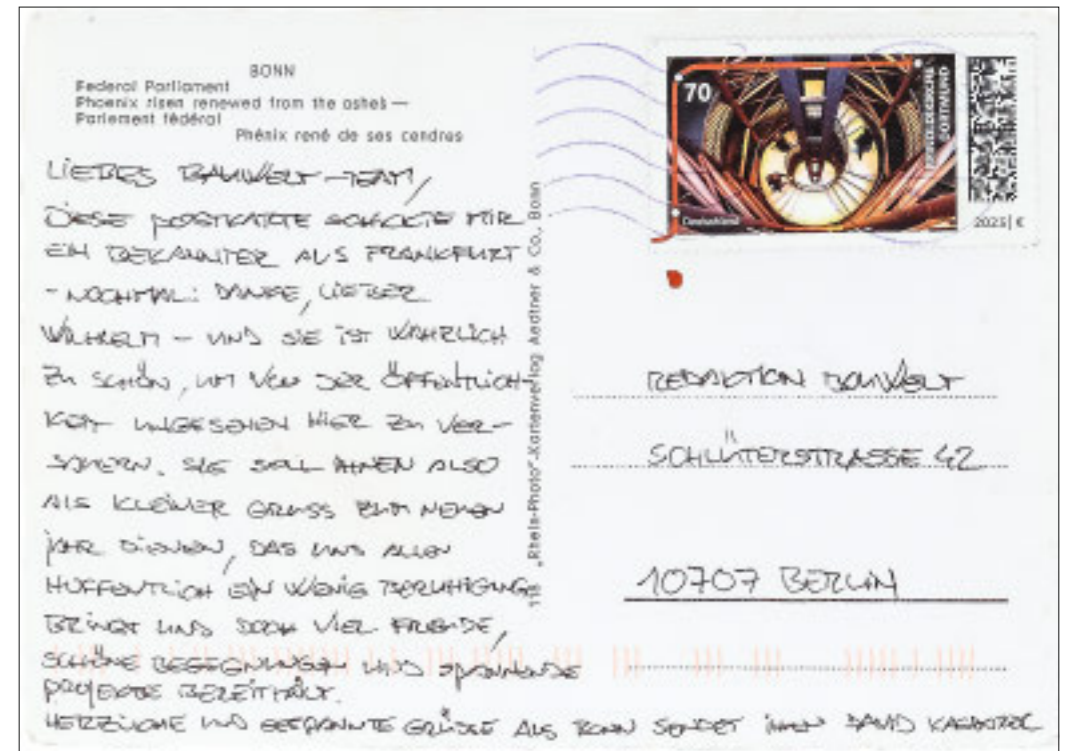 BONN
Federal Parliament
Phoenix risen renewed from the ashes —
Parlement fédéral
Phénix rené de ses cendres
LIEBES BAUWELT-TEAM,
DIESE POSTKARTE SCHICKTE MIR
EIN BEKANNTER AUS FRANKFURT
- NOCHMAL: DANKE, LIEBER
WILHELM - UND SIE IST WAHRLICH
ZU SCHÖN, UM VON DER ÖFFENTLICH-
KEIT UNGESEHEN HIER ZU VER-
SAUERN. SIE SOLL IHNEN ALSO
ALS KLEINER GRUSS ZUM NEUEN
JAHR DIENEN, DAS UNS ALLEN
HOFFENTLICH EIN WENIG BERUHIGUNG
BRINGT UND DOCH VIEL FREUDE,
SCHÖNE BEGEGNUNGEN UND SPANNENDE
PROJEKTE BEREITHÄLT.
HERZLICHE UND GESPANNTE GRÜSSE AUS BONN SENDET IHNEN DAVID
118 „Rhein-Photo"-Kartenverlag Aedtner & Co, Bonn
70
Deutschland
DORTMUND
2023 | €
REDAKTION BAUWELT
SCHLÜTERSTRASSE 42
10707 BERLIN